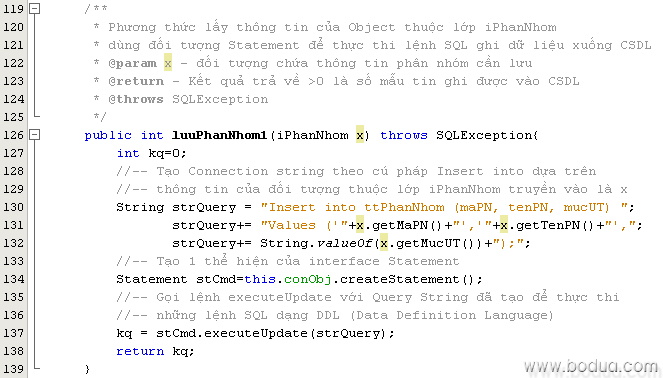 119 /**
120 * Phương thức lấy thông tin của Object thuộc lớp iPhanNhom
121 * dùng đối tượng Statement để thực thi lệnh SQL ghi dữ liệu xuống CSDL
122 * @param x - đối tượng chứa thông tin phân nhóm cần lưu
123 * @return - Kết quả trả về >0 là số mẫu tin ghi được vào CSDL
124 * @throws SQLException
125 */
126 public int luuPhanNhom1(iPhanNhom x) throws SQLException{
127 int kq=0;
128 //-- Tạo Connection string theo cú pháp Insert into dựa trên
129 //-- thông tin của đối tượng thuộc lớp iPhanNhom truyền vào là x
130 String strQuery = "Insert into ttPhanNhom (maPN, tenPN, mucUT) ";
131 strQuery+= "Values ('"+x.getMaPN()+"','"+x.getTenPN()+"',";
132 strQuery+= String.valueOf(x.getMucUT())+");";
133 //-- Tạo 1 thể hiện của interface Statement
134 Statement stCmd=this.conObj.createStatement();
135 //-- Gọi lệnh executeUpdate với Query String đã tạo để thực thi
136 //-- những lệnh SQL dạng DDL (Data Definition Language)
137 kq = stCmd.executeUpdate(strQuery);
138 return kq;
139 }
www.bodua.com